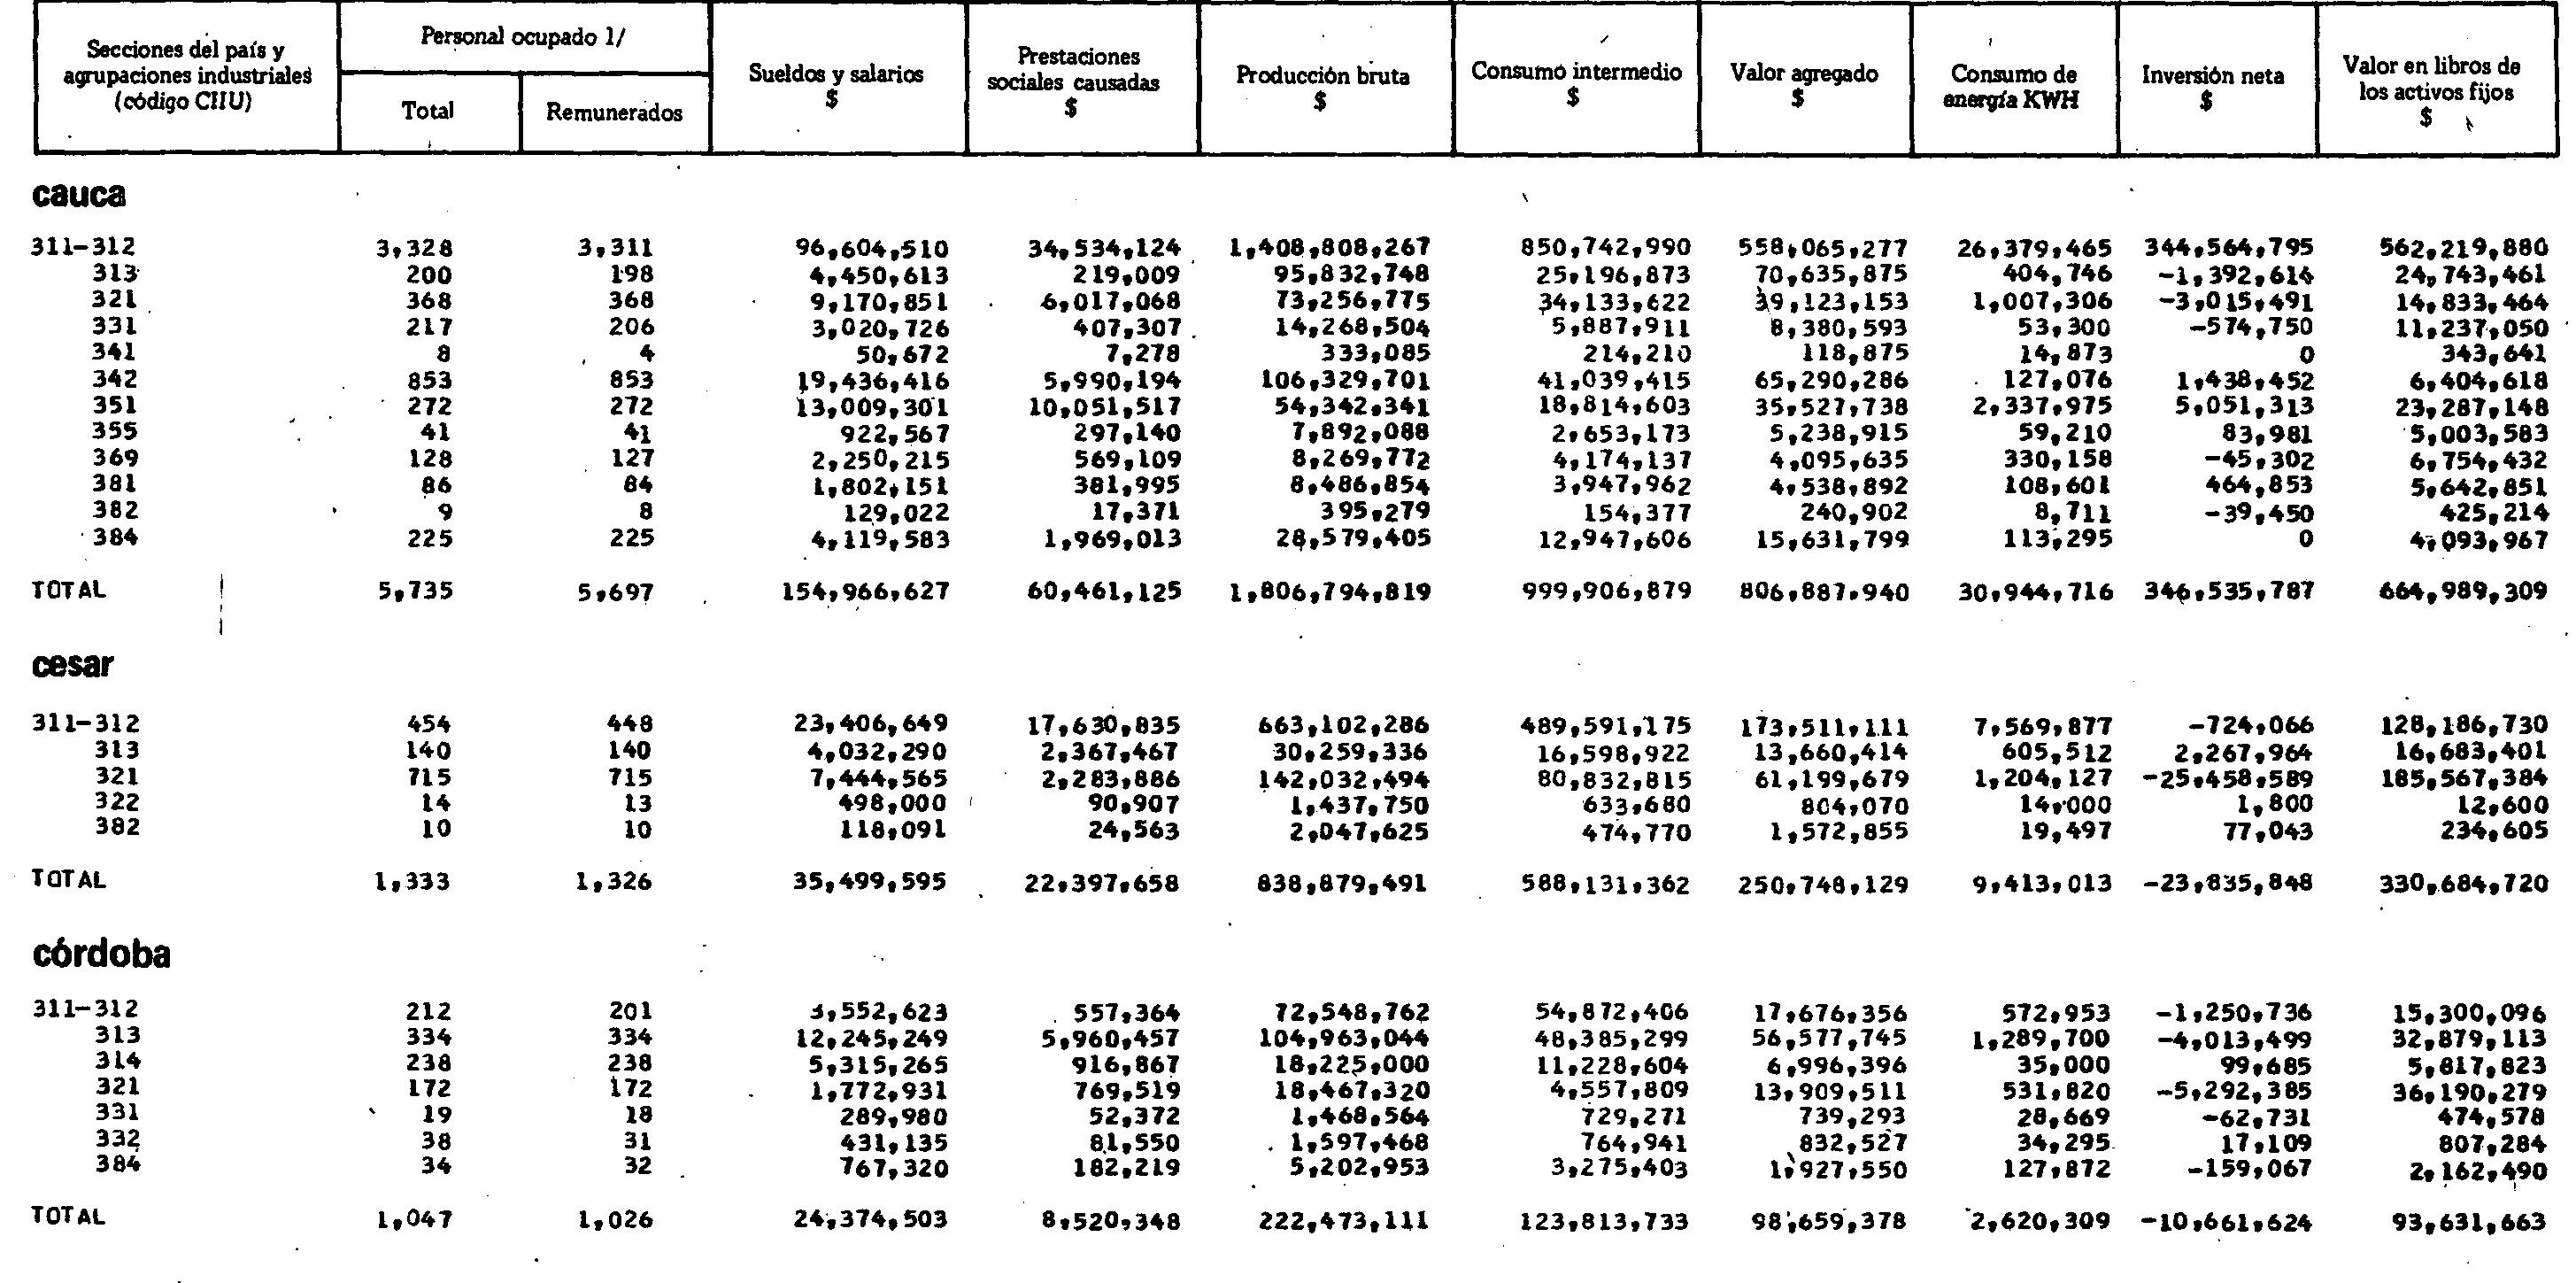 Secciones del país y agrupaciones industriales (código CIIU)
Personal ocupado 1/
Total
Remunerados
Sueldos y salarios $
Prestaciones sociales causadas $
Producción bruta $
Consumo intermedio $
Valor agregado $
Consumo de energía KWH
Inversión neta $
Valor en libros de los activos fijos $
cauca
311-312 3,328 3,311 96,604,510 34,534,124 1,408,808,267 850,742,990 558,065,277 26,379,465 344,564,795 562,219,880
313 200 198 4,450,613 219,009 95,832,748 25,196,873 70,635,875 404,746 -1,392,614 24,743,461
321 368 368 9,170,851 6,017,068 73,256,775 34,133,622 39,123,153 1,007,306 -3,015,491 14,833,464
331 217 206 3,020,726 407,307 14,268,504 5,887,911 8,380,593 53,300 -574,750 11,237,050
341 8 4 50,672 7,278 333,085 214,210 118,875 14,873 0 343,641
342 853 853 19,436,416 5,990,194 106,329,701 41,039,415 65,290,286 127,076 1,438,452 6,404,618
351 272 272 13,009,301 10,051,517 54,342,341 18,814,603 35,527,738 2,337,975 5,051,313 23,287,148
355 41 41 922,567 297,140 7,892,088 2,653,173 5,238,915 59,210 83,981 5,003,583
369 128 127 2,250,215 569,109 8,269,772 4,174,137 4,095,635 330,158 -45,302 6,754,432
381 86 84 1,802,151 381,995 8,486,854 3,947,962 4,538,892 108,601 464,853 5,642,851
382 9 8 129,022 17,371 395,279 154,377 240,902 8,711 -39,450 425,214
384 225 225 4,119,583 1,969,013 28,579,405 12,947,606 15,631,799 113,295 0 4,093,967
TOTAL 5,735 5,697 154,966,627 60,461,125 1,806,794,819 999,906,879 806,887,940 30,944,716 346,535,787 664,989,309
cesar
311-312 454 448 23,406,649 17,630,835 663,102,286 489,591,175 173,511,111 7,569,877 -724,066 128,186,730
313 140 140 4,032,290 2,367,467 30,259,336 16,598,922 13,660,414 605,512 2,267,964 16,683,401
321 715 715 7,444,565 2,283,886 142,032,494 80,832,815 61,199,679 1,204,127 -25,458,589 185,567,384
322 14 13 498,000 90,907 1,437,750 633,680 804,070 14,000 1,800 12,600
382 10 10 118,091 24,563 2,047,625 474,770 1,572,855 19,497 77,043 234,605
TOTAL 1,333 1,326 35,499,595 22,397,658 838,879,491 588,131,362 250,748,129 9,413,013 -23,835,848 330,684,720
córdoba
311-312 212 201 3,552,623 557,364 72,548,762 54,872,406 17,676,356 572,953 -1,250,736 15,300,096
313 334 334 12,245,249 5,960,457 104,963,044 48,385,299 56,577,745 1,289,700 -4,013,499 32,879,113
314 238 238 5,315,265 916,867 18,225,000 11,228,604 6,996,396 35,000 99,685 5,817,823
321 172 172 1,772,931 769,519 18,467,320 4,557,809 13,909,511 531,820 -5,292,385 36,190,279
331 19 18 289,980 52,372 1,468,564 729,271 739,293 28,669 -62,731 474,578
332 38 31 431,135 81,550 1,597,468 764,941 832,527 34,295 17,109 807,284
384 34 32 767,320 182,219 5,202,953 3,275,403 1,927,550 127,872 -159,067 2,162,490
TOTAL 1,047 1,026 24,374,503 8,520,348 222,473,111 123,813,733 98,659,378 2,620,309 -10,661,624 93,631,663